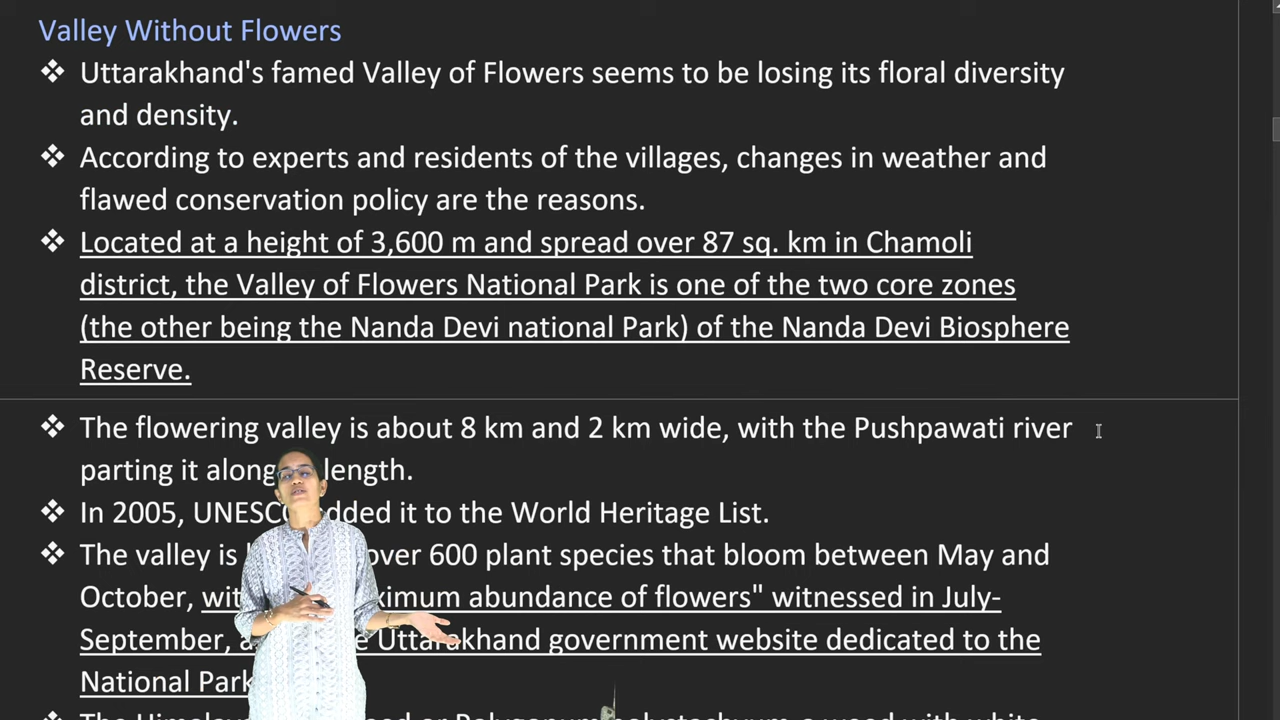 Valley Without Flowers
❖ Uttarakhand's famed Valley of Flowers seems to be losing its floral diversity
and density.
❖ According to experts and residents of the villages, changes in weather and
flawed conservation policy are the reasons.
❖ Located at a height of 3,600 m and spread over 87 sq. km in Chamoli
district, the Valley of Flowers National Park is one of the two core zones
(the other being the Nanda Devi national Park) of the Nanda Devi Biosphere
Reserve.
❖ The flowering valley is about 8 km and 2 km wide, with the Pushpawati river
parting it along length.
❖ In 2005, UNESCO added it to the World Heritage List.
❖ The valley is over 600 plant species that bloom between May and
October, abundance of flowers" witnessed in July-
September, Uttarakhand government website dedicated to the
National Park
❖ The